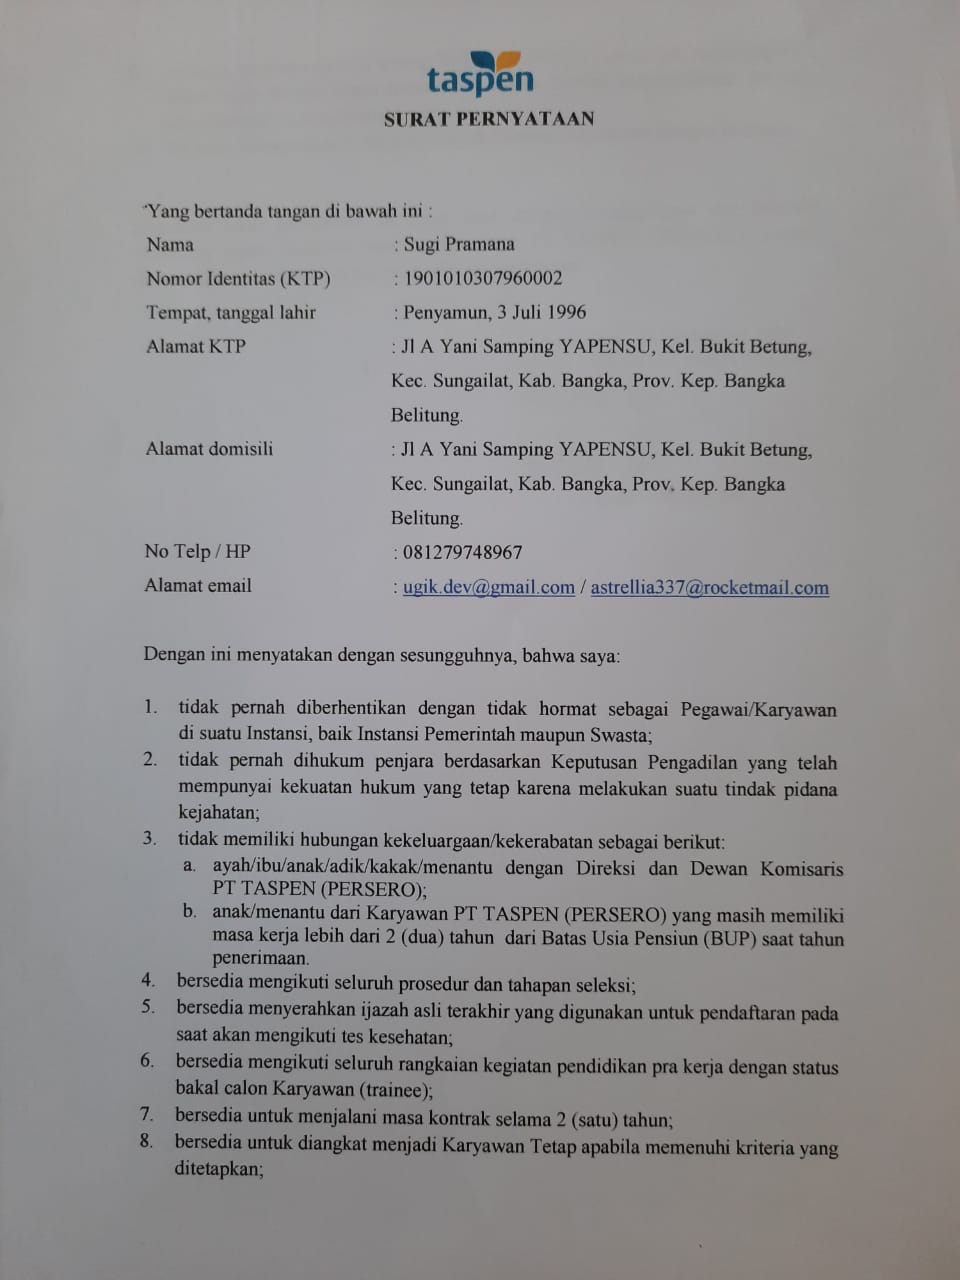 taspen
SURAT PERNYATAAN
Yang bertanda tangan di bawah ini :
Nama : Sugi Pramana
Nomor Identitas (KTP) : 1901010307960002
Tempat, tanggal lahir : Penyamun, 3 Juli 1996
Alamat KTP : Jl A Yani Samping YAPENSU, Kel. Bukit Betung,
Kec. Sungailat, Kab. Bangka, Prov. Kep. Bangka
Belitung.
Alamat domisili : Jl A Yani Samping YAPENSU, Kel. Bukit Betung,
Kec. Sungailat, Kab. Bangka, Prov. Kep. Bangka
Belitung.
No Telp / HP : 081279748967
Alamat email : ugik.dev@gmail.com / astrellia337@rocketmail.com
Dengan ini menyatakan dengan sesungguhnya, bahwa saya:
1. tidak pernah diberhentikan dengan tidak hormat sebagai Pegawai/Karyawan
di suatu Instansi, baik Instansi Pemerintah maupun Swasta;
2. tidak pernah dihukum penjara berdasarkan Keputusan Pengadilan yang telah
mempunyai kekuatan hukum yang tetap karena melakukan suatu tindak pidana
kejahatan;
3. tidak memiliki hubungan kekeluargaan/kekerabatan sebagai berikut:
a. ayah/ibu/anak/adik/kakak/menantu dengan Direksi dan Dewan Komisaris
PT TASPEN (PERSERO);
b. anak/menantu dari Karyawan PT TASPEN (PERSERO) yang masih memiliki
masa kerja lebih dari 2 (dua) tahun dari Batas Usia Pensiun (BUP) saat tahun
penerimaan.
4. bersedia mengikuti seluruh prosedur dan tahapan seleksi;
5. bersedia menyerahkan ijazah asli terakhir yang digunakan untuk pendaftaran pada
saat akan mengikuti tes kesehatan;
6. bersedia mengikuti seluruh rangkaian kegiatan pendidikan pra kerja dengan status
bakal calon Karyawan (trainee);
7. bersedia untuk menjalani masa kontrak selama 2 (satu) tahun;
8. bersedia untuk diangkat menjadi Karyawan Tetap apabila memenuhi kriteria yang
ditetapkan;